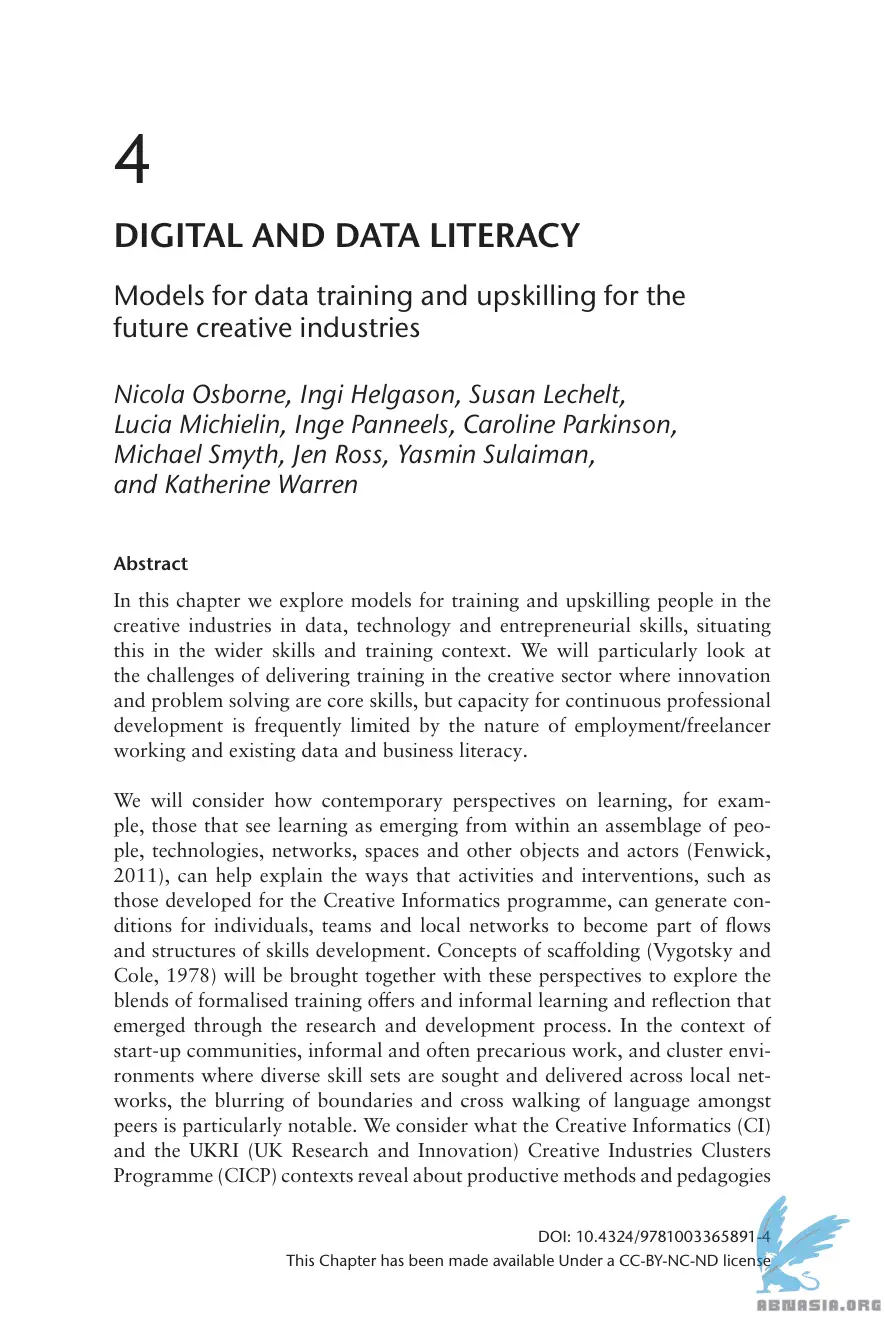 4
DIGITAL AND DATA LITERACY
Models for data training and upskilling for the
future creative industries
Nicola Osborne, Ingi Helgason, Susan Lechelt,
Lucia Michielin, Inge Panneels, Caroline Parkinson,
Michael Smyth, Jen Ross, Yasmin Sulaiman,
and Katherine Warren
Abstract
In this chapter we explore models for training and upskilling people in the
creative industries in data, technology and entrepreneurial skills, situating
this in the wider skills and training context. We will particularly look at
the challenges of delivering training in the creative sector where innovation
and problem solving are core skills, but capacity for continuous professional
development is frequently limited by the nature of employment/freelancer
working and existing data and business literacy.
We will consider how contemporary perspectives on learning, for exam-
ple, those that see learning as emerging from within an assemblage of peo-
ple, technologies, networks, spaces and other objects and actors (Fenwick,
2011), can help explain the ways that activities and interventions, such as
those developed for the Creative Informatics programme, can generate con-
ditions for individuals, teams and local networks to become part of flows
and structures of skills development. Concepts of scaffolding (Vygotsky and
Cole, 1978) will be brought together with these perspectives to explore the
blends of formalised training offers and informal learning and reflection that
emerged through the research and development process. In the context of
start-up communities, informal and often precarious work, and cluster envi-
ronments where diverse skill sets are sought and delivered across local net-
works, the blurring of boundaries and cross walking of language amongst
peers is particularly notable. We consider what the Creative Informatics (CI)
and the UKRI (UK Research and Innovation) Creative Industries Clusters
Programme (CICP) contexts reveal about productive methods and pedagogies
DOI: 10.4324/9781003365891-4
This Chapter has been made available Under a CC-BY-NC-ND license
ABNASIA.ORG